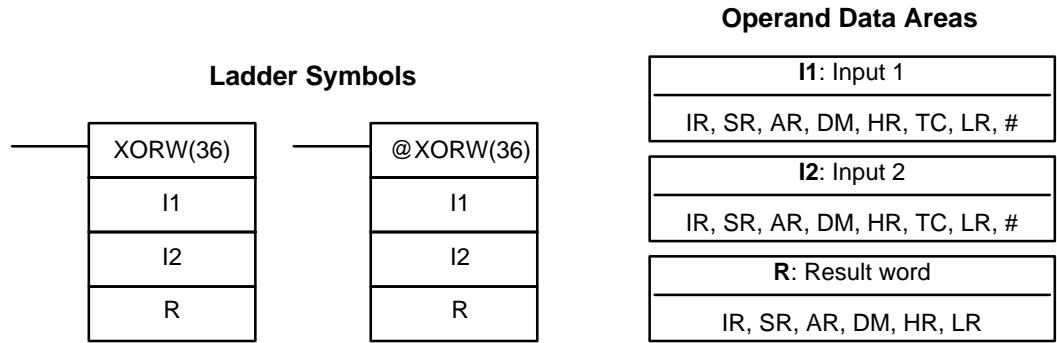 Ladder Symbols
XORW(36)
I1
I2
R
@XORW(36)
I1
I2
R
Operand Data Areas
I1: Input 1
IR, SR, AR, DM, HR, TC, LR, #
I2: Input 2
IR, SR, AR, DM, HR, TC, LR, #
R: Result word
IR, SR, AR, DM, HR, LR